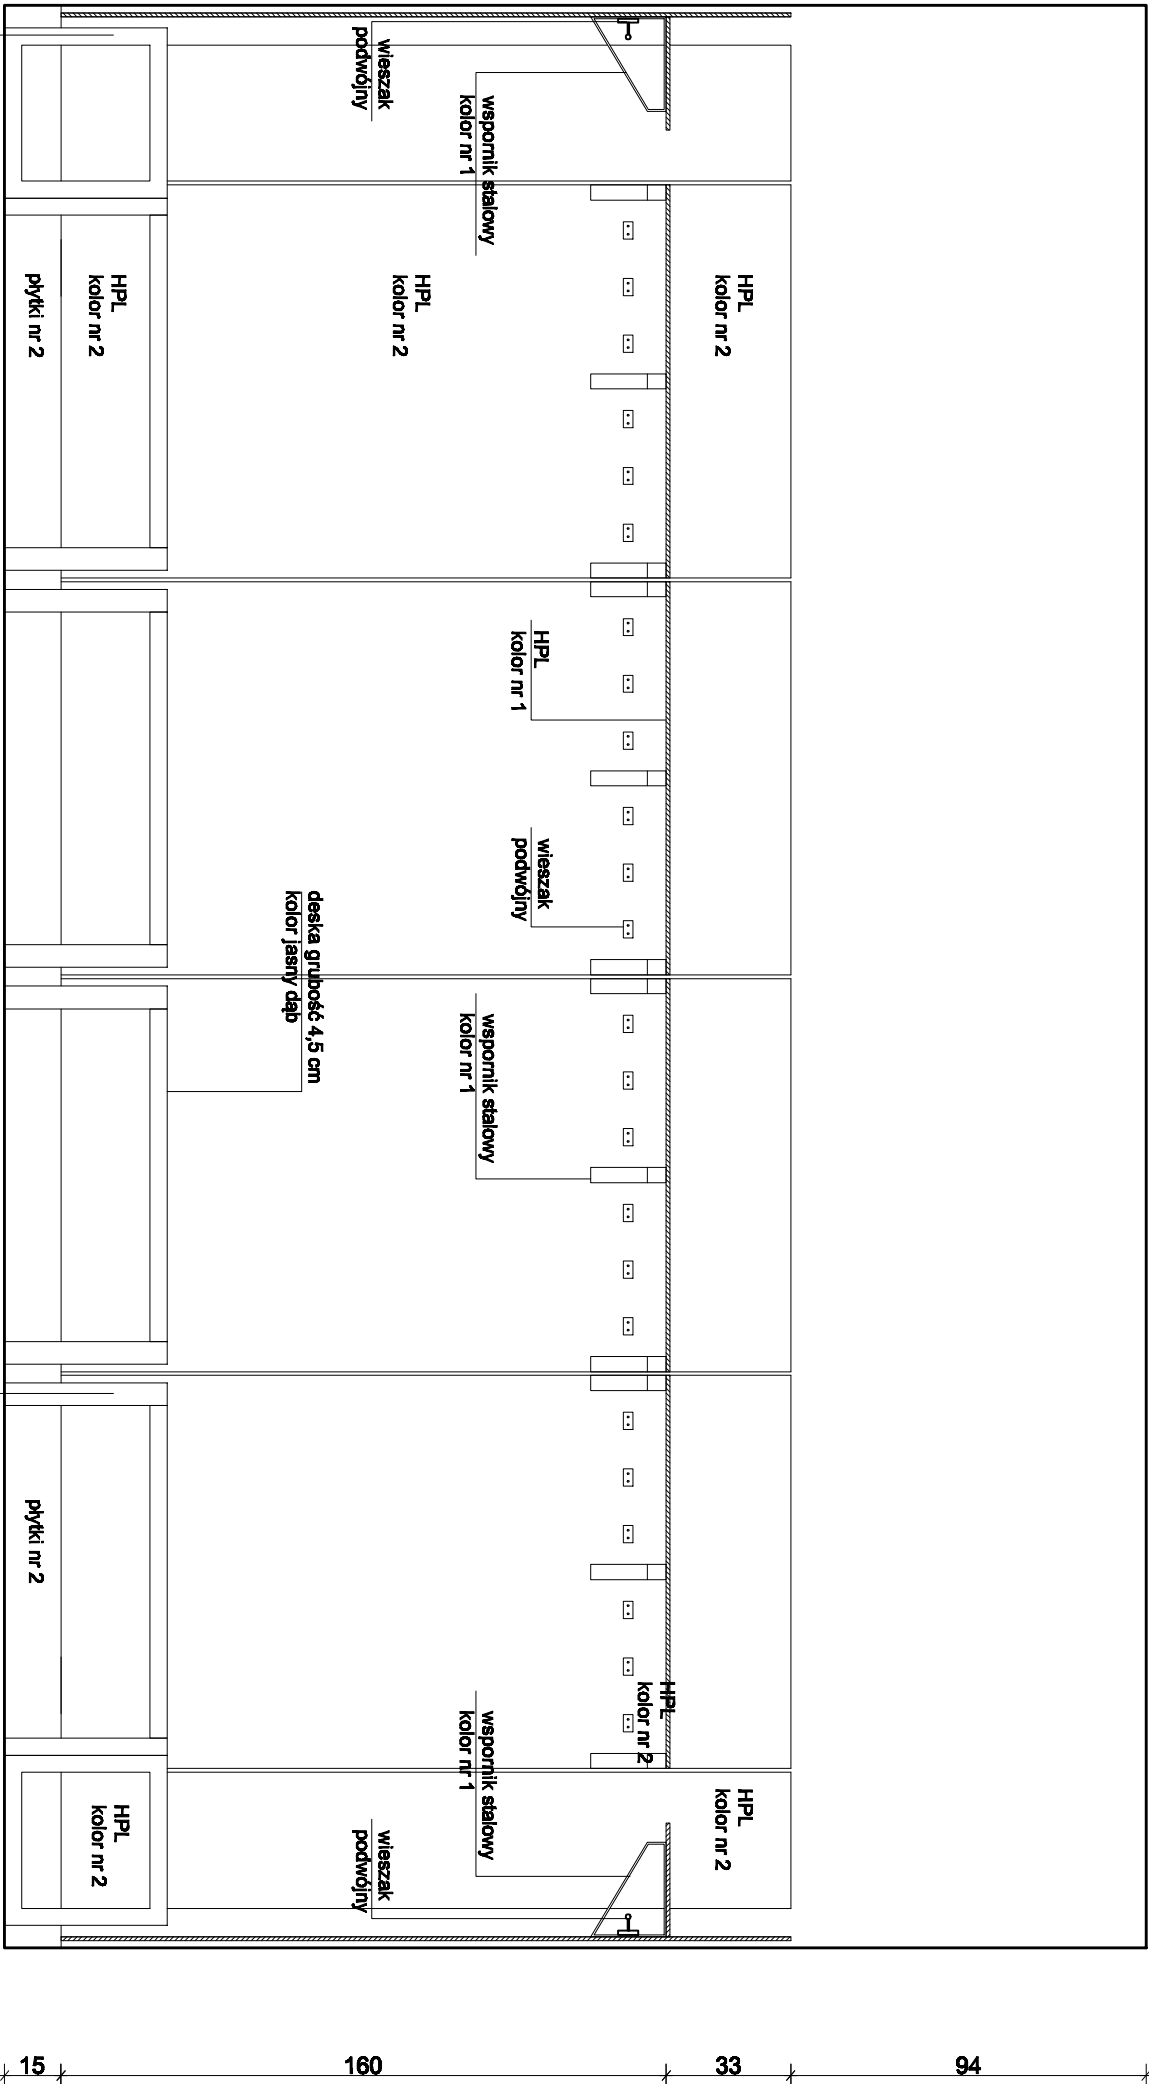 wieszak
podwójny
wspornik stalowy
kolor nr 1
HPL
kolor nr 2
HPL
kolor nr 2
HPL
kolor nr 2
płytki nr 2
HPL
kolor nr 1
wieszak
podwójny
deska grubość 4,5 cm
kolor jasny dąb
wspornik stalowy
kolor nr 1
płytki nr 2
HPL
kolor nr 2
wspornik stalowy
kolor nr 1
HPL
kolor nr 2
wieszak
podwójny
HPL
kolor nr 2
15
160
33
94